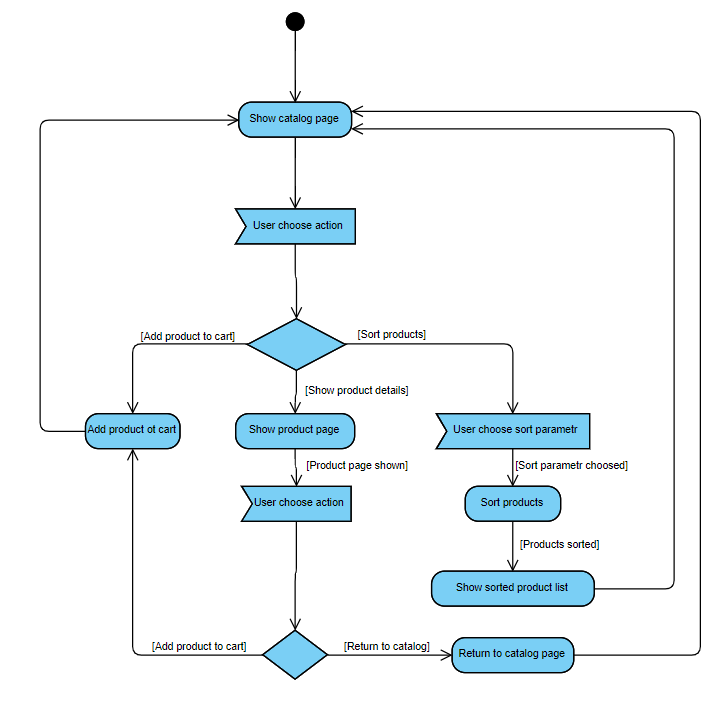 Show catalog page
User choose action
[Add product to cart]
[Sort products]
[Show product details]
Add product ot cart
Show product page
User choose sort parametr
[Product page shown]
[Sort parametr choosed]
User choose action
Sort products
[Products sorted]
Show sorted product list
[Add product to cart]
[Return to catalog]
Return to catalog page